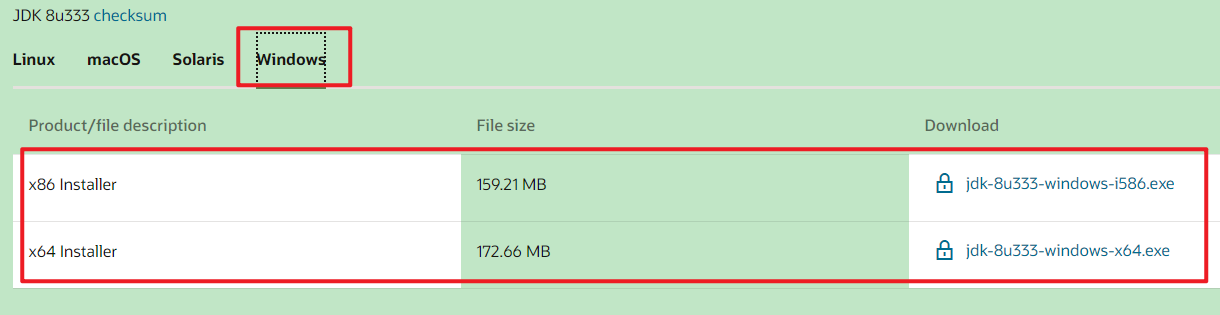 JDK 8u333 checksum
Linux macOS Solaris Windows
Product/file description File size Download
x86 Installer 159.21 MB jdk-8u333-windows-i586.exe
x64 Installer 172.66 MB jdk-8u333-windows-x64.exe